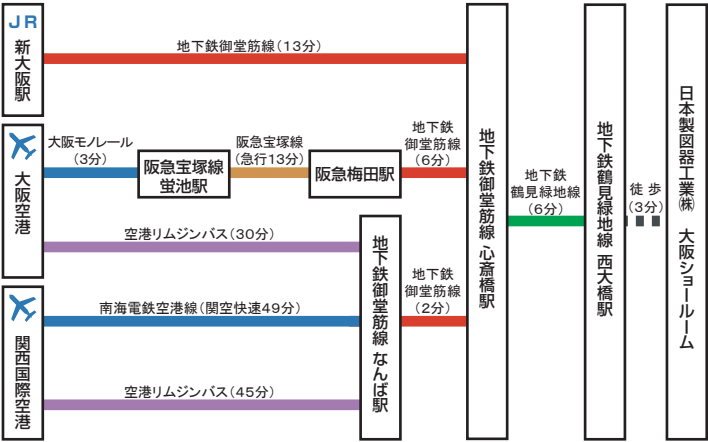 JR
新大阪駅
地下鉄御堂筋線(13分)
大阪空港
大阪モノレール
(3分)
阪急宝塚線
蛍池駅
阪急宝塚線
(急行13分)
阪急梅田駅
地下鉄
御堂筋線
(6分)
空港リムジンバス(30分)
関西国際空港
南海電鉄空港線(関空快速49分)
空港リムジンバス(45分)
地下鉄御堂筋線 なんば駅
地下鉄
御堂筋線
(2分)
地下鉄御堂筋線 心斎橋駅
地下鉄
鶴見緑地線
(6分)
地下鉄鶴見緑地線 西大橋駅
徒歩
(3分)
日本製図器工業㈱ 大阪ショールーム